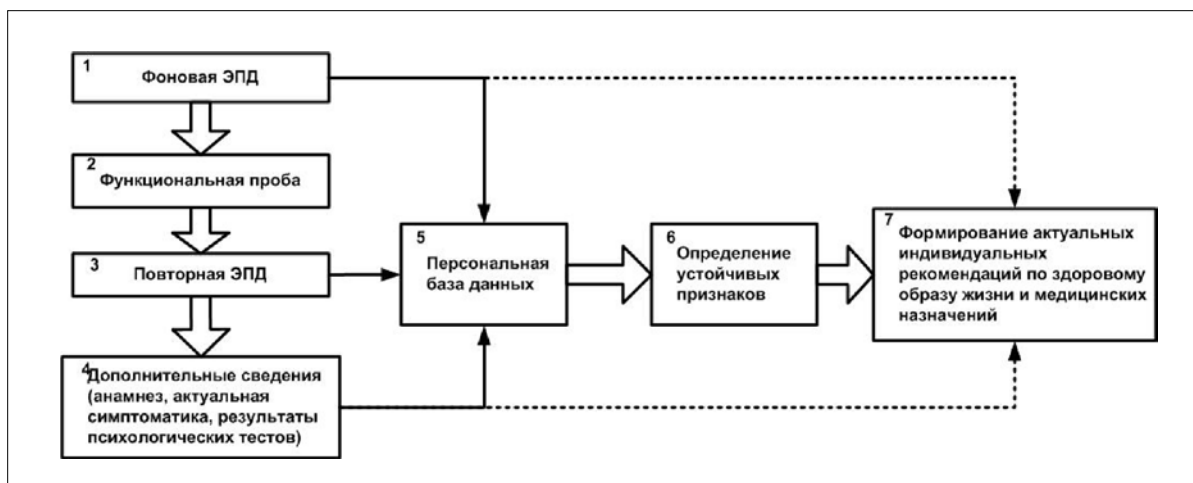 1
Фоновая ЭПД
2
Функциональная проба
3
Повторная ЭПД
4
Дополнительные сведения
(анамнез, актуальная
симптоматика, результаты
психологических тестов)
5
Персональная
база данных
6
Определение
устойчивых
признаков
7
Формирование актуальных
индивидуальных
рекомендаций по здоровому
образу жизни и медицинских
назначений